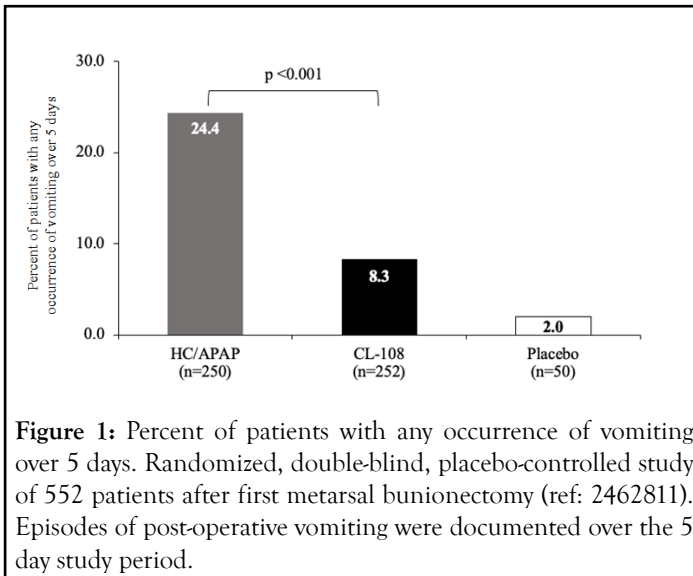 30.0
p <0.001
24.4
20.0
Percent of patients with any
occurrence of vomiting over 5 days
10.0
8.3
0.0
2.0
HC/APAP
(n=250)
CL-108
(n=252)
Placebo
(n=50)
Figure 1: Percent of patients with any occurrence of vomiting
over 5 days. Randomized, double-blind, placebo-controlled study
of 552 patients after first metarsal bunionectomy (ref: 2462811).
Episodes of post-operative vomiting were documented over the 5
day study period.